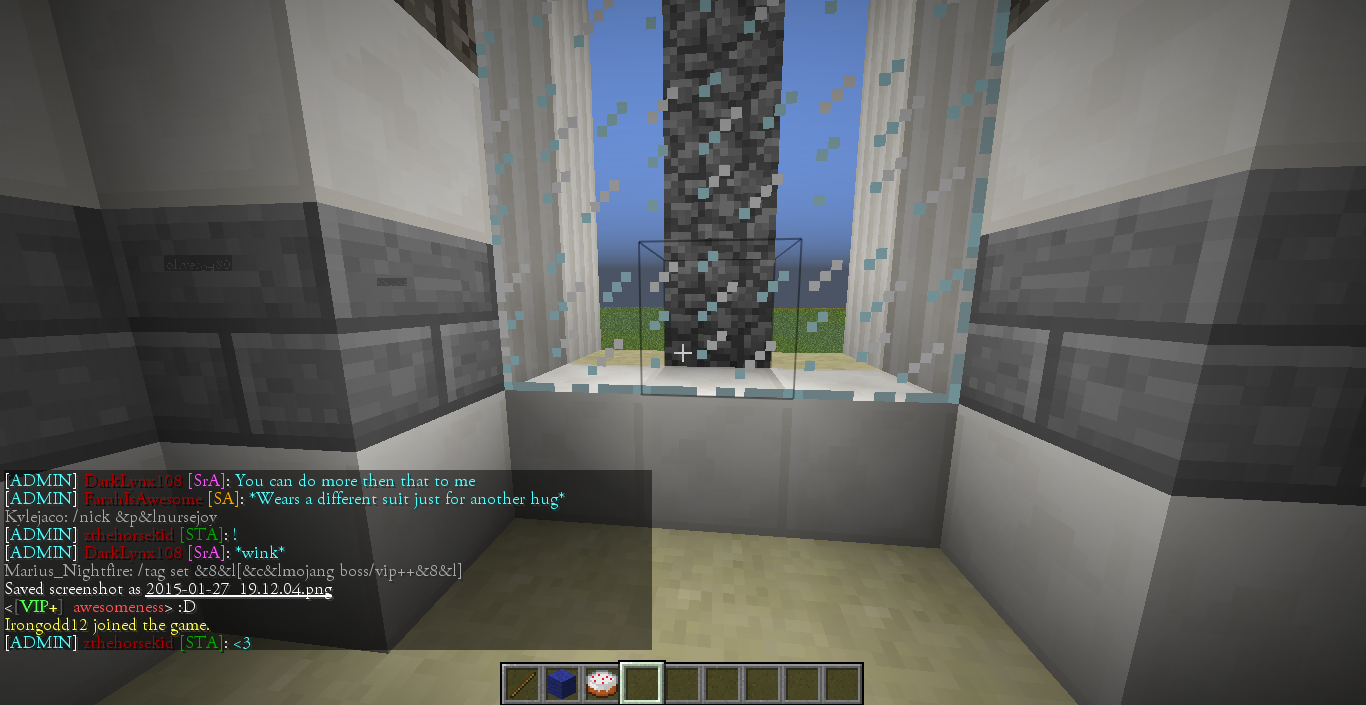 [ADMIN] DarkLynx108 [SrA]: You can do more then that to me
[ADMIN] FarahIsAwesome [SA]: *Wears a different suit just for another hug*
Kylejaco: /nick &p&lnursejoy
[ADMIN] zthehorsekid [STA]: !
[ADMIN] DarkLynx108 [SrA]: *wink*
Marius_Nightfire: /tag set &8&l[&c&lmojang boss/vip++&8&l]
Saved screenshot as 2015-01-27_19.12.04.png
<[VIP+] awesomeness> :D
Irongodd12 joined the game.
[ADMIN] zthehorsekid [STA]: <3